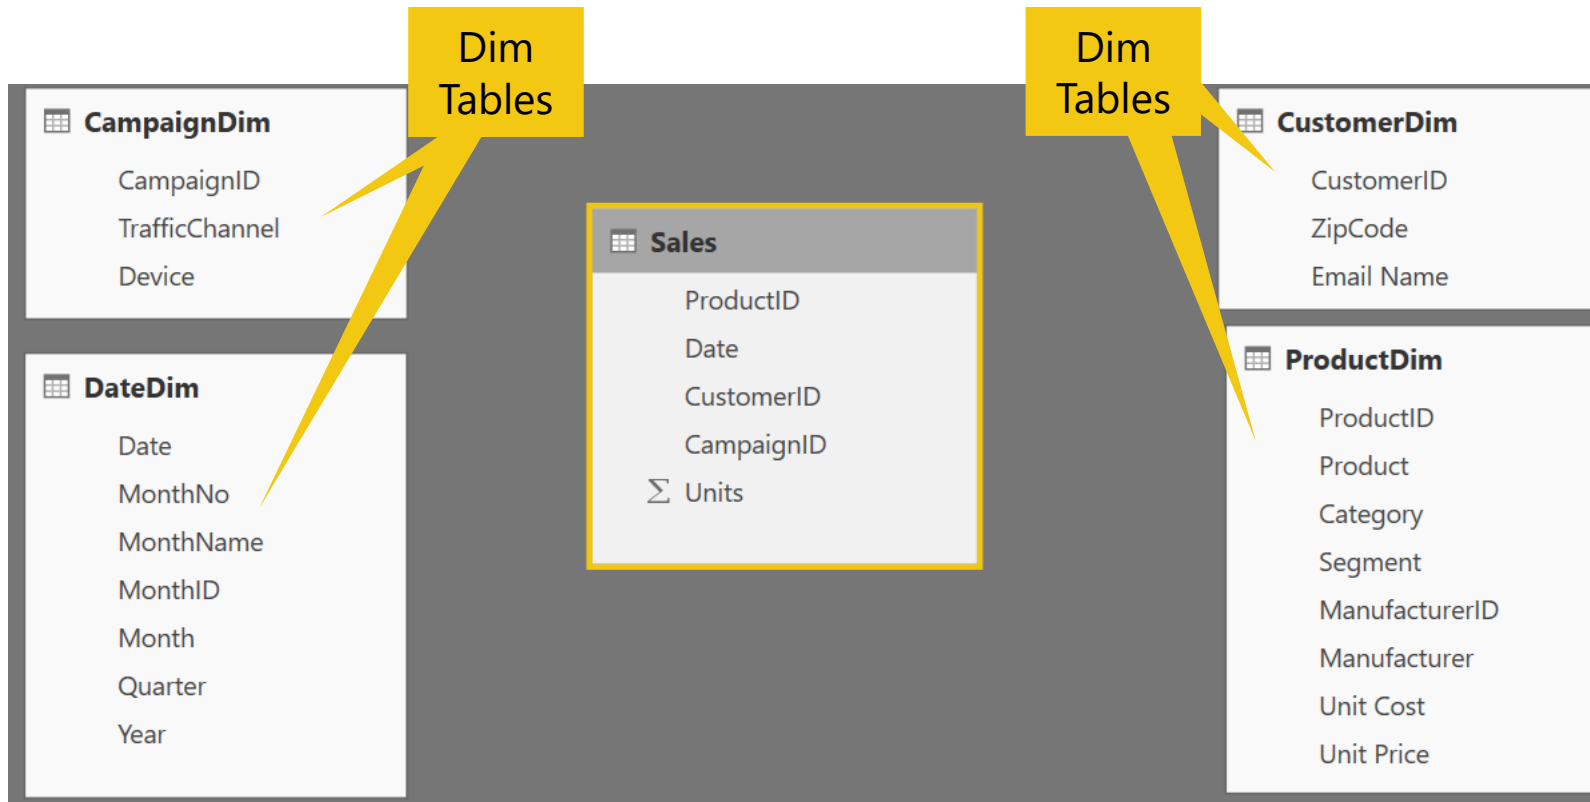 Dim
Tables
Dim
Tables
CampaignDim
CampaignID
TrafficChannel
Device
DateDim
Date
MonthNo
MonthName
MonthID
Month
Quarter
Year
Sales
ProductID
Date
CustomerID
CampaignID
Σ Units
CustomerDim
CustomerID
ZipCode
Email Name
ProductDim
ProductID
Product
Category
Segment
ManufacturerID
Manufacturer
Unit Cost
Unit Price